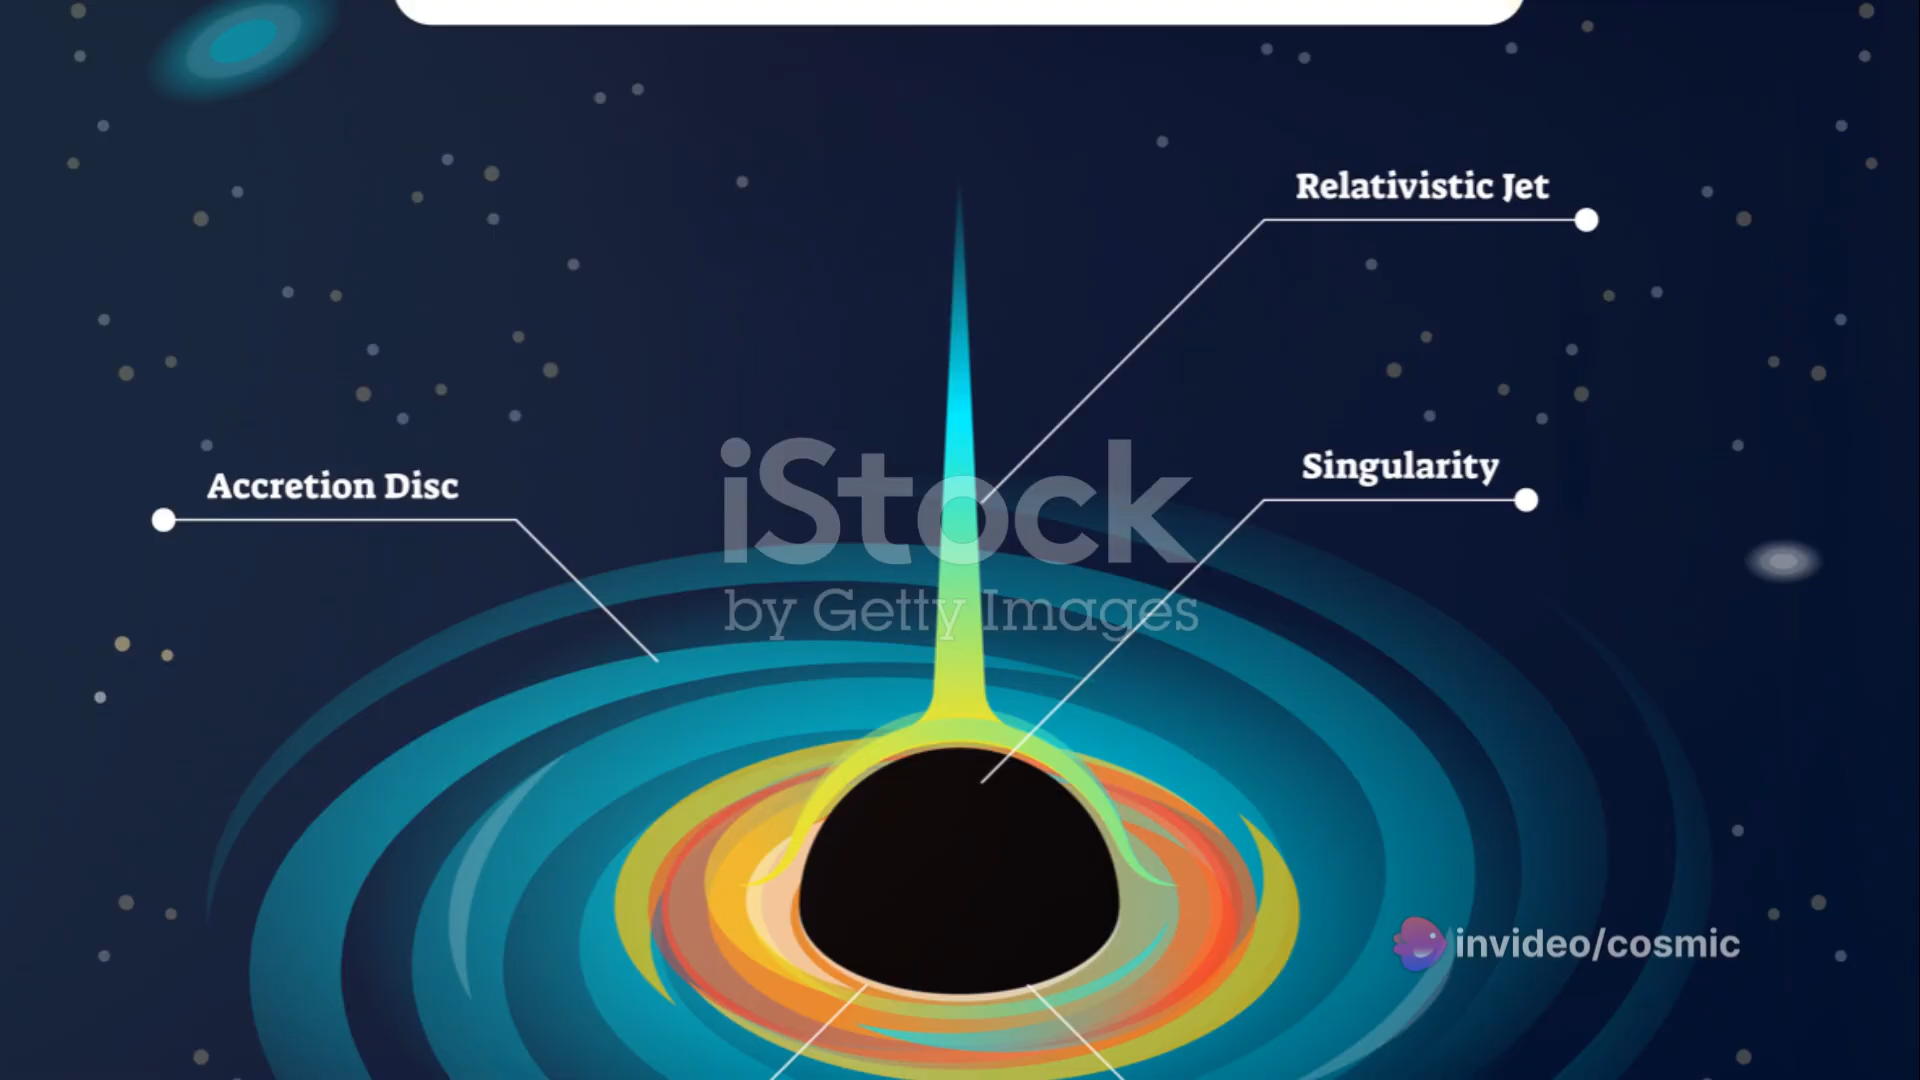 Relativistic Jet
Singularity
Accretion Disc
iStock
by Getty Images
invideo/cosmic